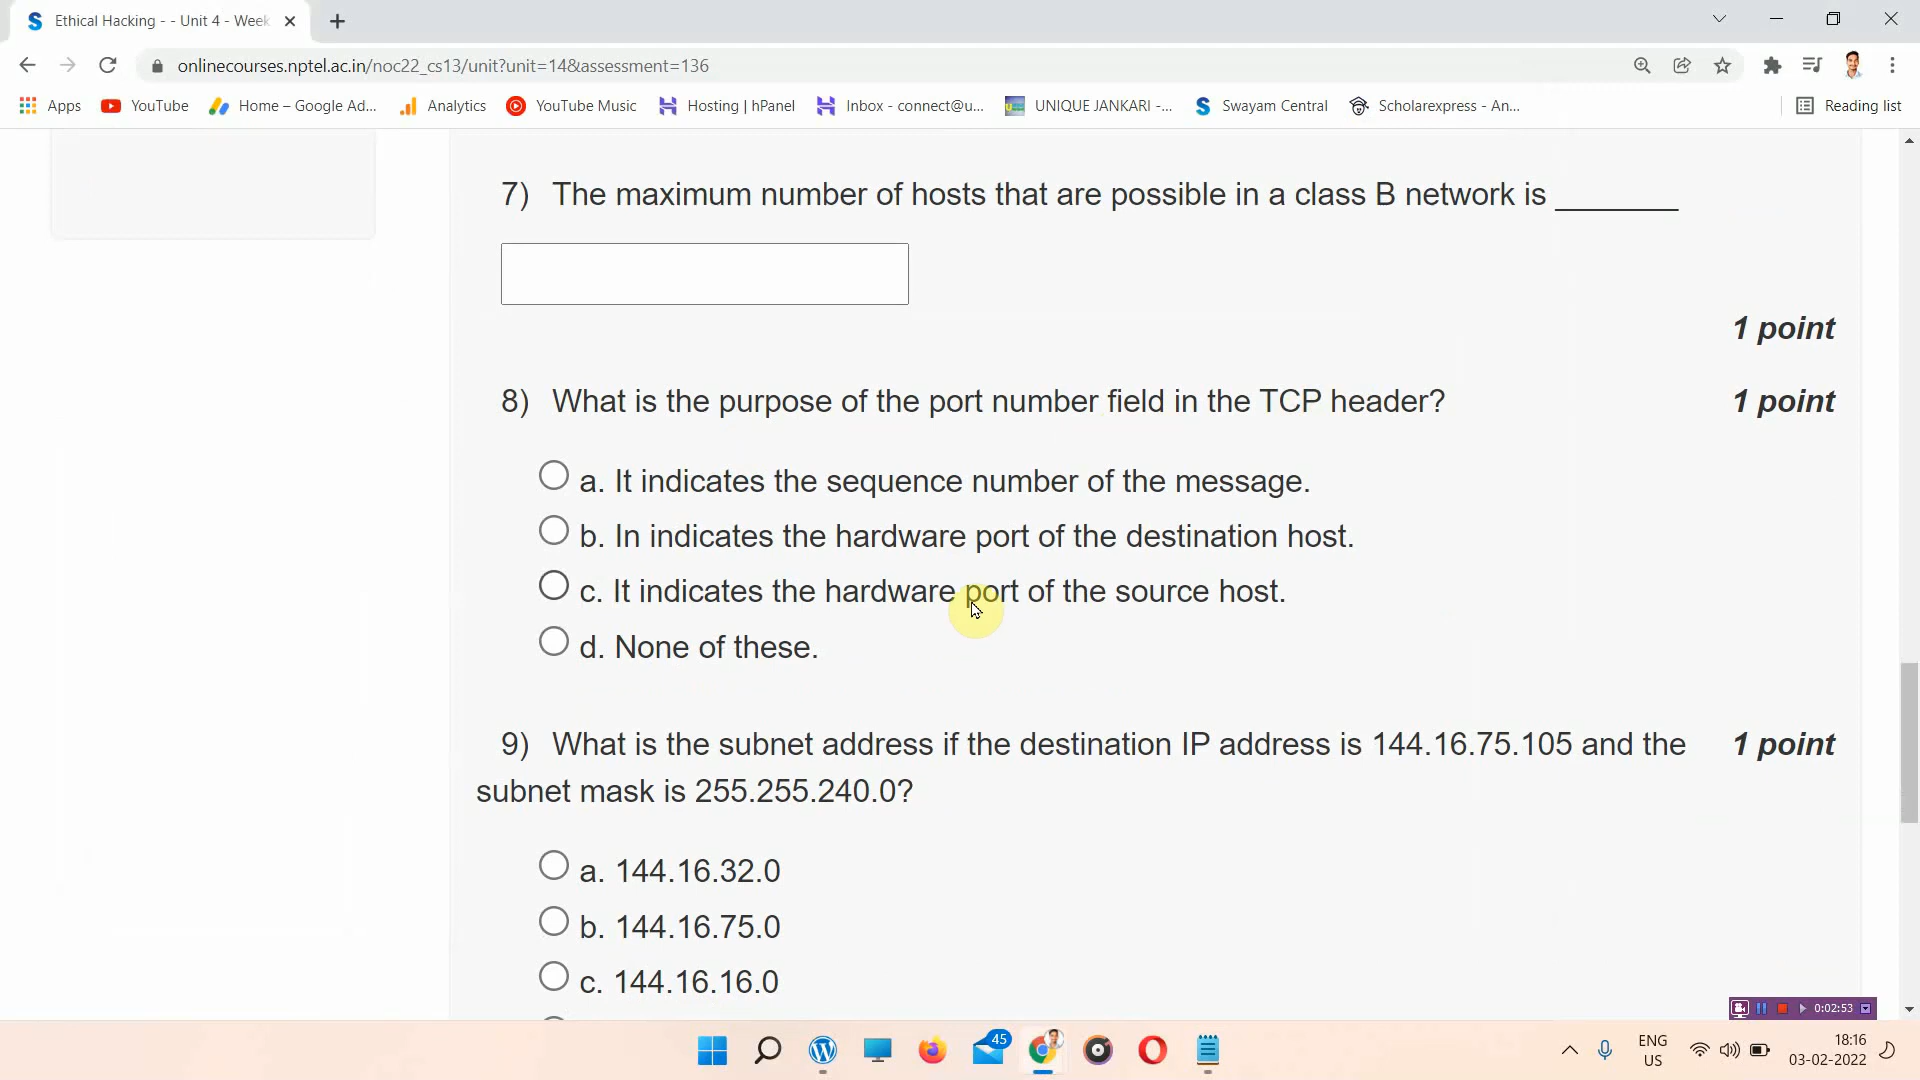 Ethical Hacking - - Unit 4 - Week
onlinecourses.nptel.ac.in/noc22_cs13/unit?unit=14&assessment=136
Apps YouTube Home – Google Ad... Analytics YouTube Music Hosting | hPanel Inbox - connect@u... UNIQUE JANKARI -... Swayam Central Scholarexpress - An... Reading list
7) The maximum number of hosts that are possible in a class B network is ________
1 point
8) What is the purpose of the port number field in the TCP header? 1 point
a. It indicates the sequence number of the message.
b. In indicates the hardware port of the destination host.
c. It indicates the hardware port of the source host.
d. None of these.
9) What is the subnet address if the destination IP address is 144.16.75.105 and the 1 point
subnet mask is 255.255.240.0?
a. 144.16.32.0
b. 144.16.75.0
c. 144.16.16.0
0:02:53
45
ENG 18:16
US 03-02-2022